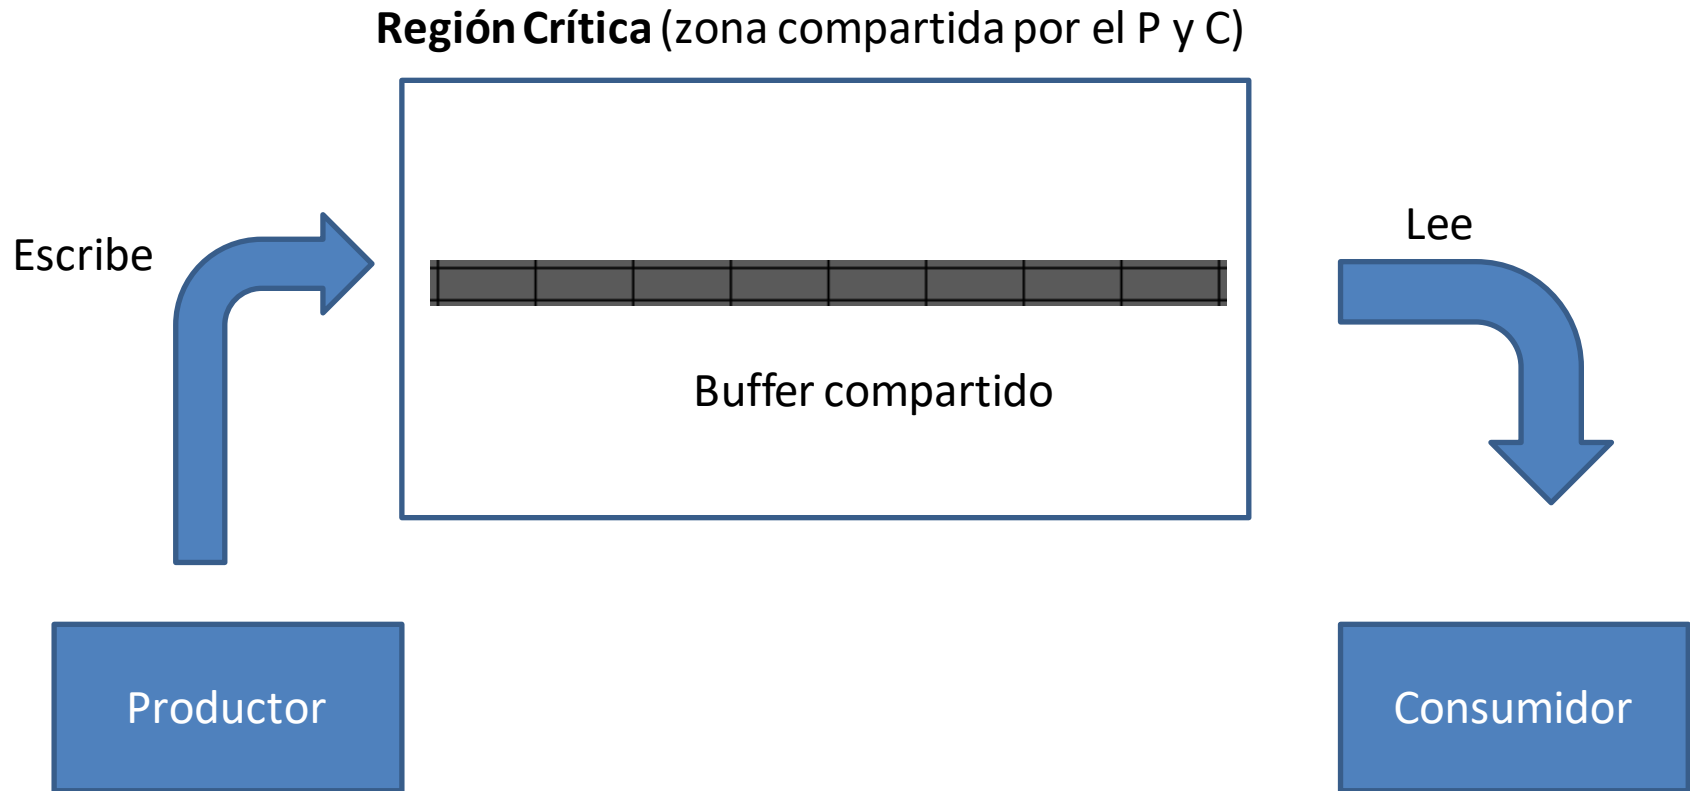 Región Crítica (zona compartida por el P y C)
Escribe
Lee
Buffer compartido
Productor
Consumidor